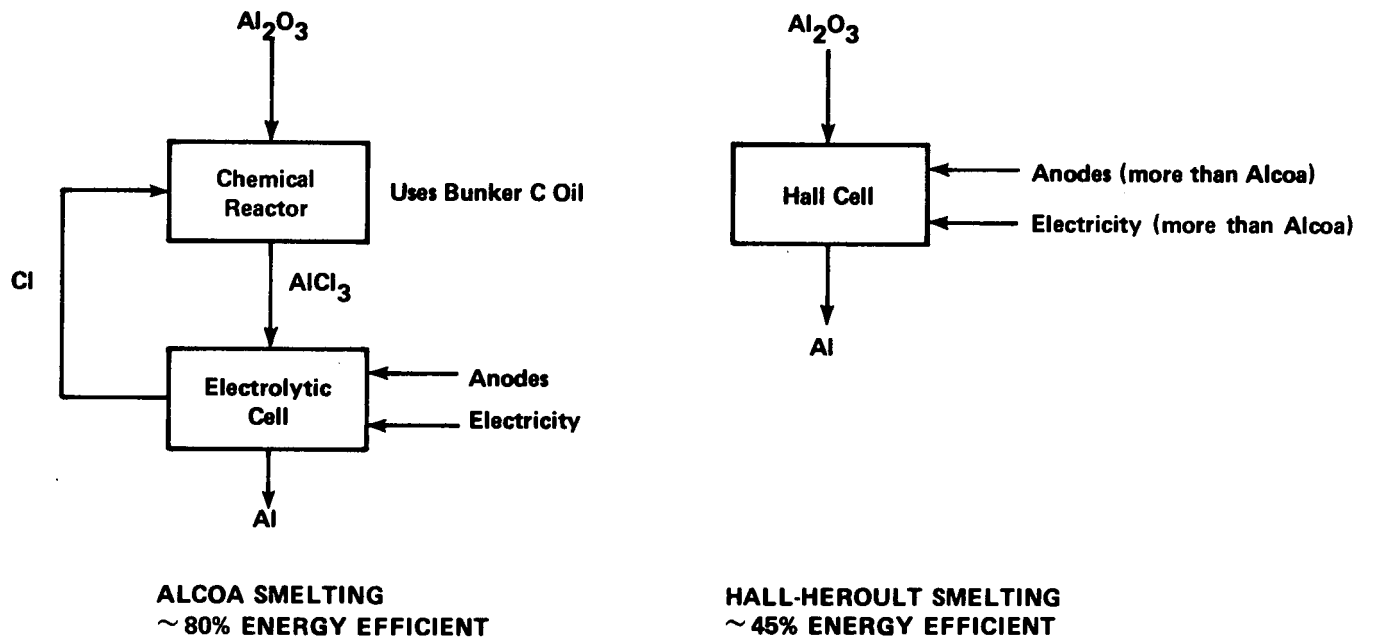 Al2O3
Chemical
Reactor
Uses Bunker C Oil
Cl
AlCl3
Electrolytic
Cell
Anodes
Electricity
Al
ALCOA SMELTING
~80% ENERGY EFFICIENT
Al2O3
Hall Cell
Anodes (more than Alcoa)
Electricity (more than Alcoa)
Al
HALL-HEROULT SMELTING
~45% ENERGY EFFICIENT